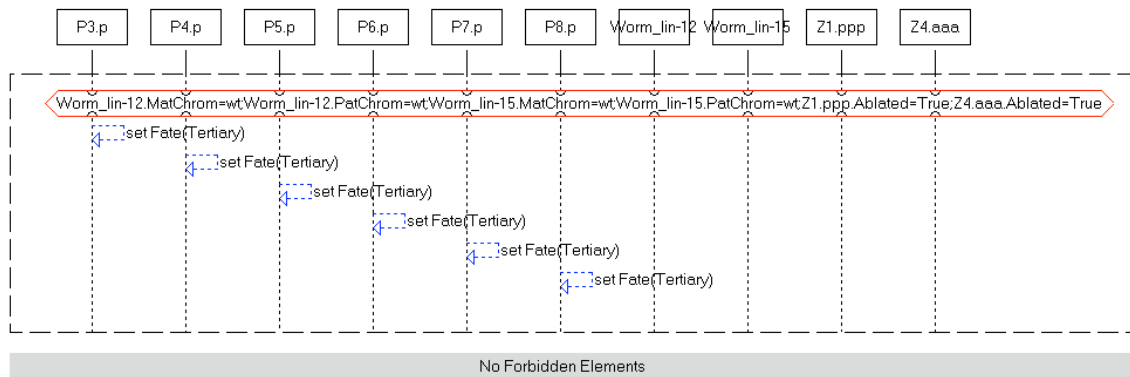 P3.p P4.p P5.p P6.p P7.p P8.p Worm_lin-12 Worm_lin-15 Z1.ppp Z4.aaa
Worm_lin-12.MatChrom=wt;Worm_lin-12.PatChrom=wt;Worm_lin-15.MatChrom=wt;Worm_lin-15.PatChrom=wt;Z1.ppp.Ablated=True;Z4.aaa.Ablated=True
set Fate(Tertiary)
set Fate(Tertiary)
set Fate(Tertiary)
set Fate(Tertiary)
set Fate(Tertiary)
set Fate(Tertiary)
No Forbidden Elements